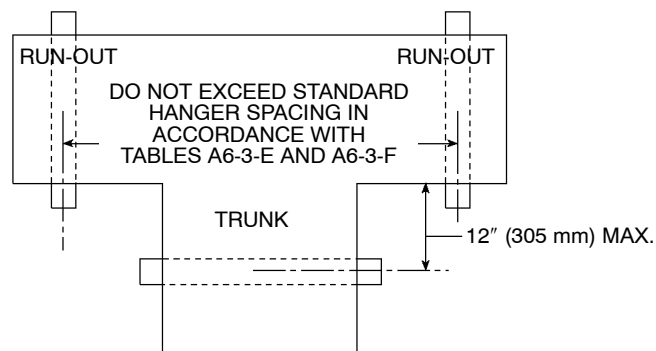 RUN-OUT
RUN-OUT
DO NOT EXCEED STANDARD
HANGER SPACING IN
ACCORDANCE WITH
TABLES A6-3-E AND A6-3-F
TRUNK
12″ (305 mm) MAX.